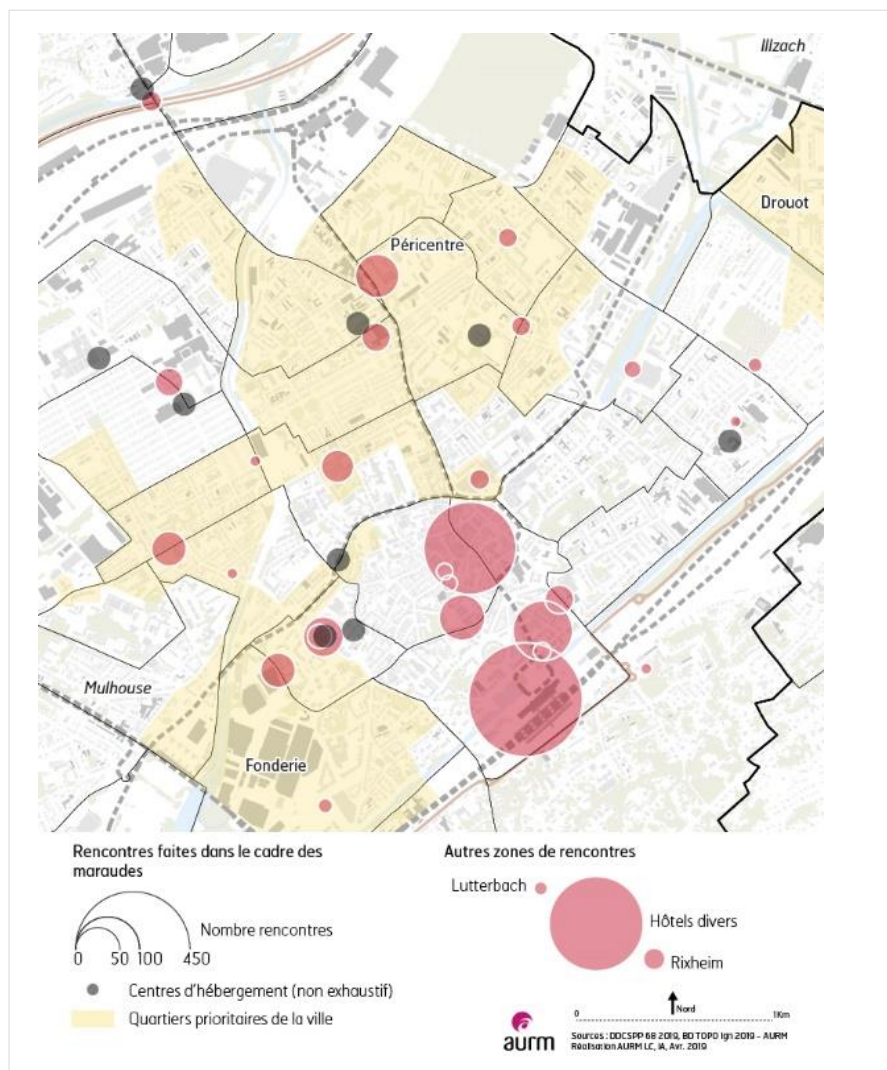 Illzach
Drouot
Péricentre
Mulhouse
Fonderie
Rencontres faites dans le cadre des
maraudes
Nombre rencontres
0 50 100 450
Centres d'hébergement (non exhaustif)
Quartiers prioritaires de la ville
Autres zones de rencontres
Lutterbach
Hôtels divers
Rixheim
Nord
0 1Km
aurm
Sources : DDCSPP 68 2019, BD TOPO Ign 2019 - AURM
Réalisation AURM LC, IA, Avr. 2019